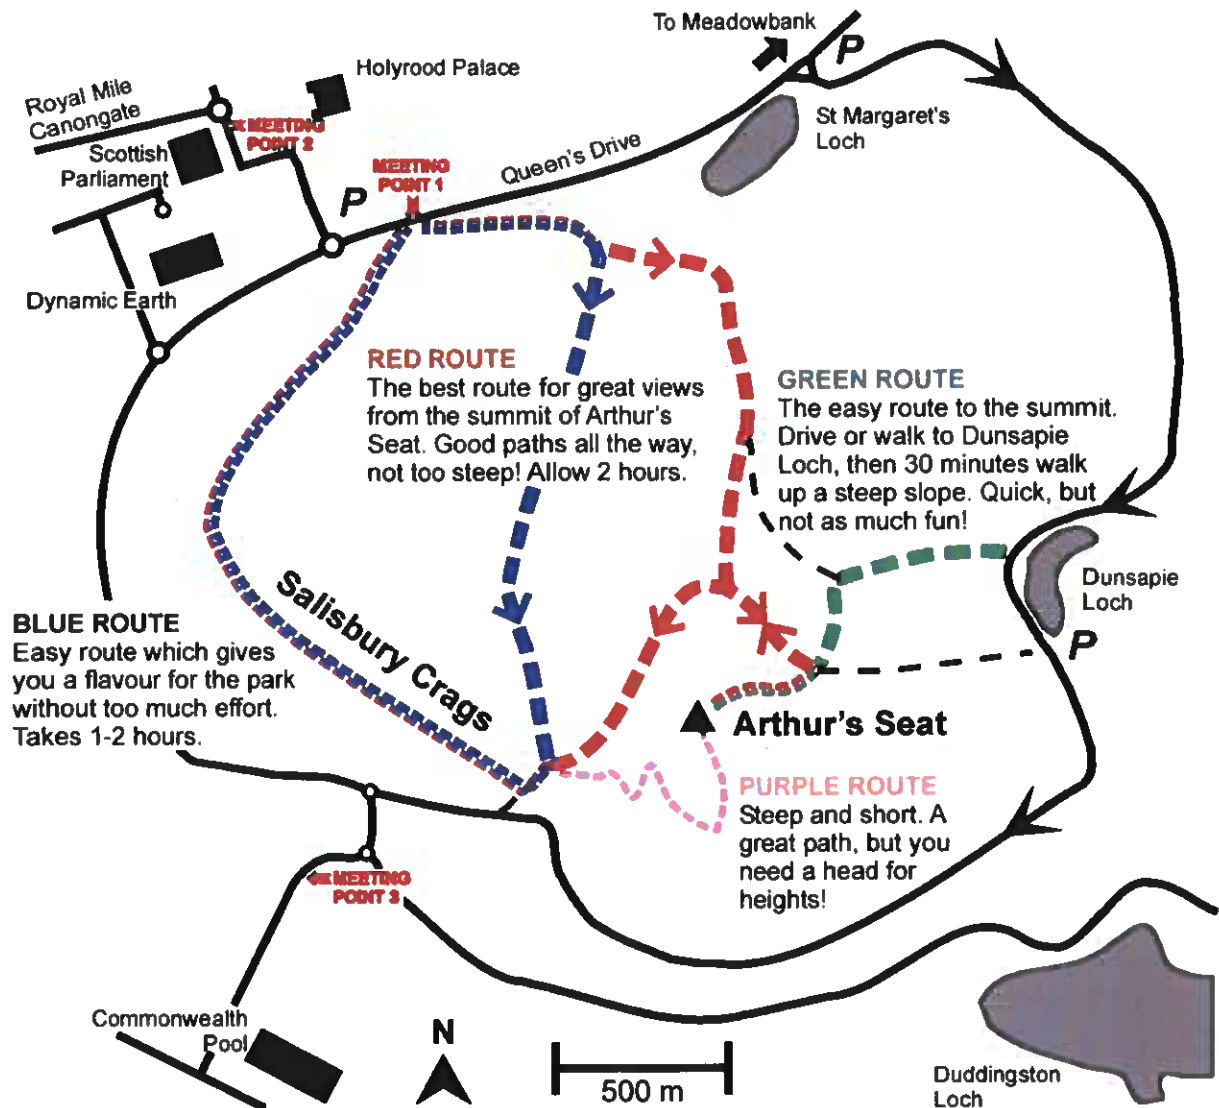 To Meadowbank
P
Holyrood Palace
Royal Mile
Canongate
MEETING
POINT 2
St Margaret's
Loch
Scottish
Parliament
Queen's Drive
MEETING
POINT 1
P
Dynamic Earth
RED ROUTE
The best route for great views
from the summit of Arthur's
Seat. Good paths all the way,
not too steep! Allow 2 hours.
GREEN ROUTE
The easy route to the summit.
Drive or walk to Dunsapie
Loch, then 30 minutes walk
up a steep slope. Quick, but
not as much fun!
Dunsapie
Loch
P
Salisbury Crags
BLUE ROUTE
Easy route which gives
you a flavour for the park
without too much effort.
Takes 1-2 hours.
Arthur's Seat
PURPLE ROUTE
Steep and short. A
great path, but you
need a head for
heights!
MEETING
POINT 3
Commonwealth
Pool
N
500 m
Duddingston
Loch